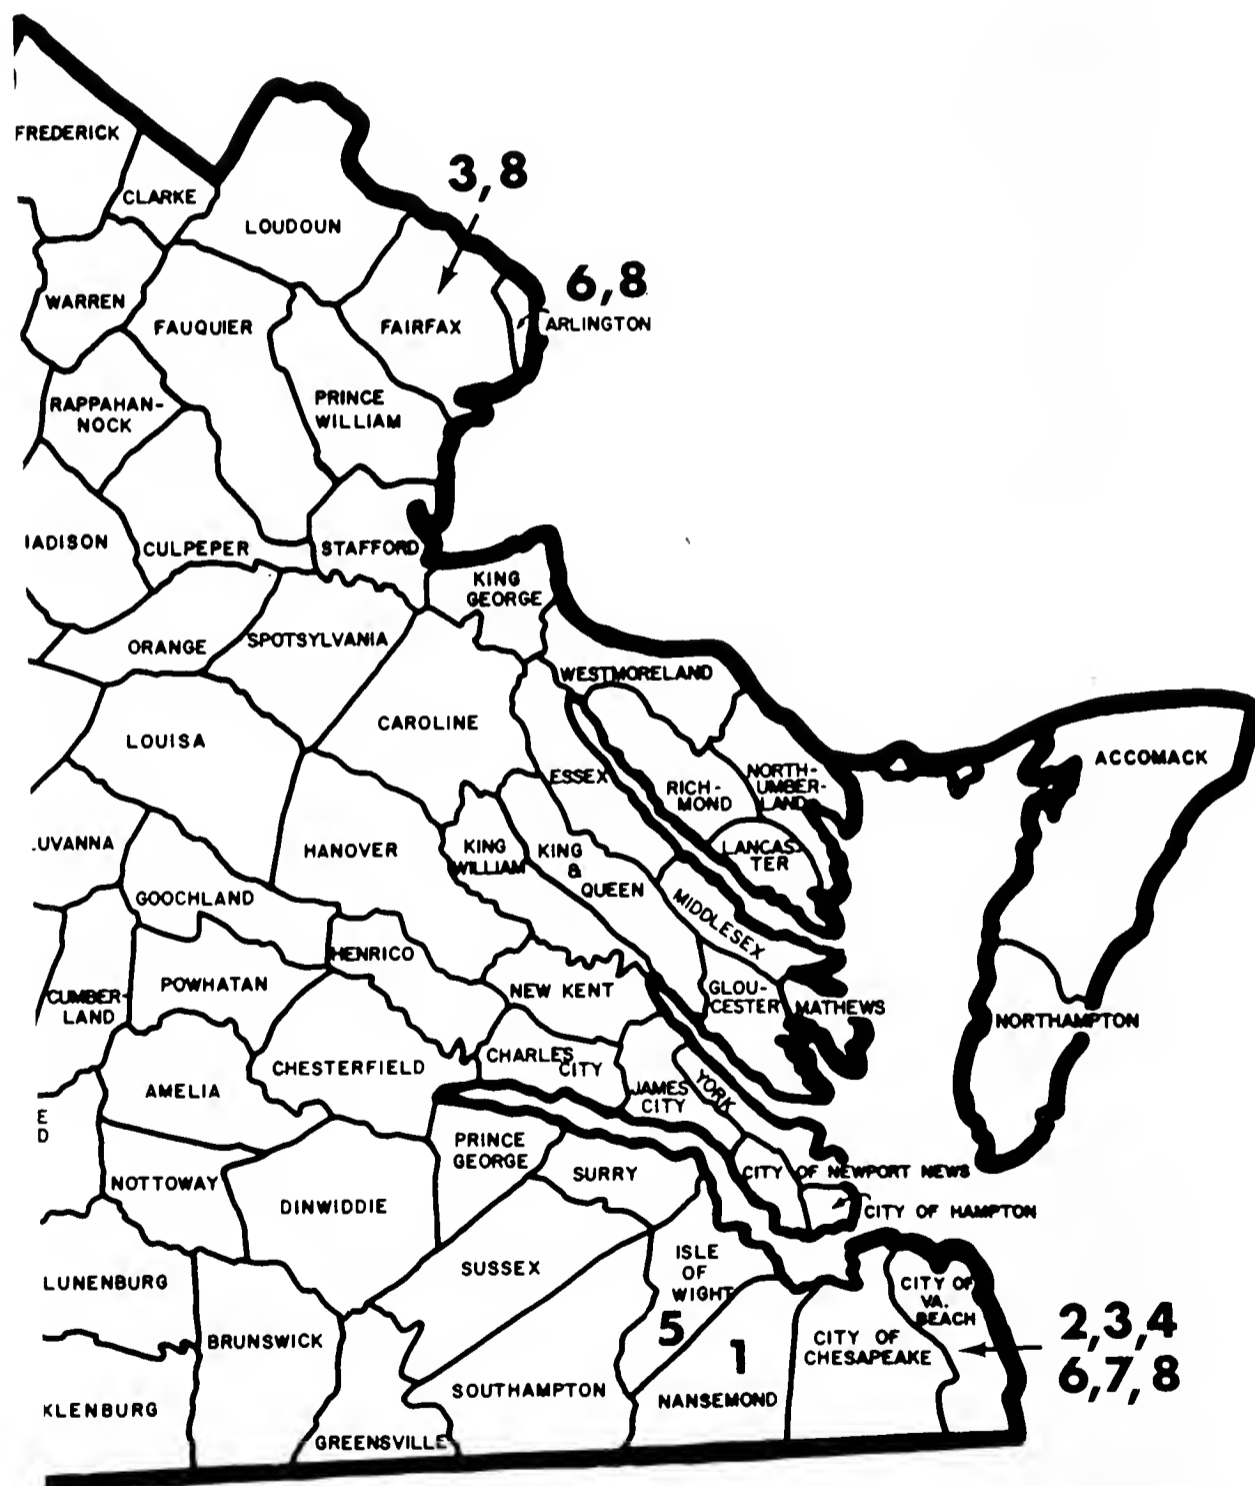 FREDERICK
CLARKE
LOUDOUN
3,8
WARREN
FAUQUIER
FAIRFAX
6,8
ARLINGTON
RAPPAHAN-
NOCK
PRINCE
WILLIAM
IADISON
CULPEPER
STAFFORD
KING
GEORGE
ORANGE
SPOTSYLVANIA
WESTMORELAND
LOUISA
CAROLINE
ESSEX
RICH-
MOND
NORTH-
UMBER-
LAND
ACCOMACK
UVANNA
HANOVER
KING
WILLIAM
KING
&
QUEEN
LANCAS-
TER
GOOCHLAND
HENRICO
MIDDLESEX
CUMBER-
LAND
POWHATAN
NEW KENT
GLOU-
CESTER
MATHEWS
NORTHAMPTON
AMELIA
CHESTERFIELD
CHARLES
CITY
JAMES
CITY
YORK
E
D
NOTTOWAY
DINWIDDIE
PRINCE
GEORGE
SURRY
CITY OF NEWPORT NEWS
CITY OF HAMPTON
LUNENBURG
BRUNSWICK
SUSSEX
ISLE
OF
WIGHT
5
1
CITY OF
VA.
BEACH
CITY OF
CHESAPEAKE
2,3,4
6,7,8
KLENBURG
GREENSVILLE
SOUTHAMPTON
NANSEMOND